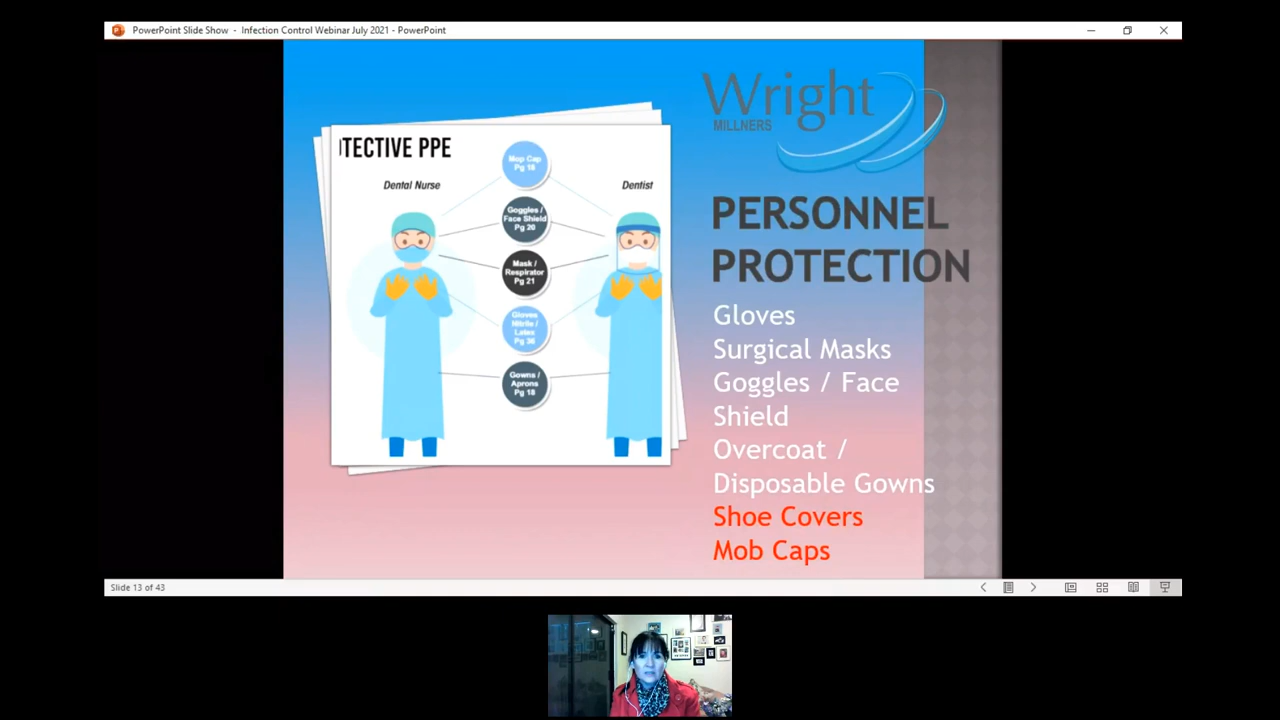 PowerPoint Slide Show - Infection Control Webinar July 2021 - PowerPoint
Wright
MILLNERS
TECTIVE PPE
Dental Nurse
Dentist
Mop Cap
Pg 18
Goggles /
Face Shield
Pg 20
Mask /
Respirator
Pg 21
Gloves
Nitrile /
Latex
Pg 36
Gowns /
Aprons
Pg 18
PERSONNEL
PROTECTION
Gloves
Surgical Masks
Goggles / Face
Shield
Overcoat /
Disposable Gowns
Shoe Covers
Mob Caps
Slide 13 of 43